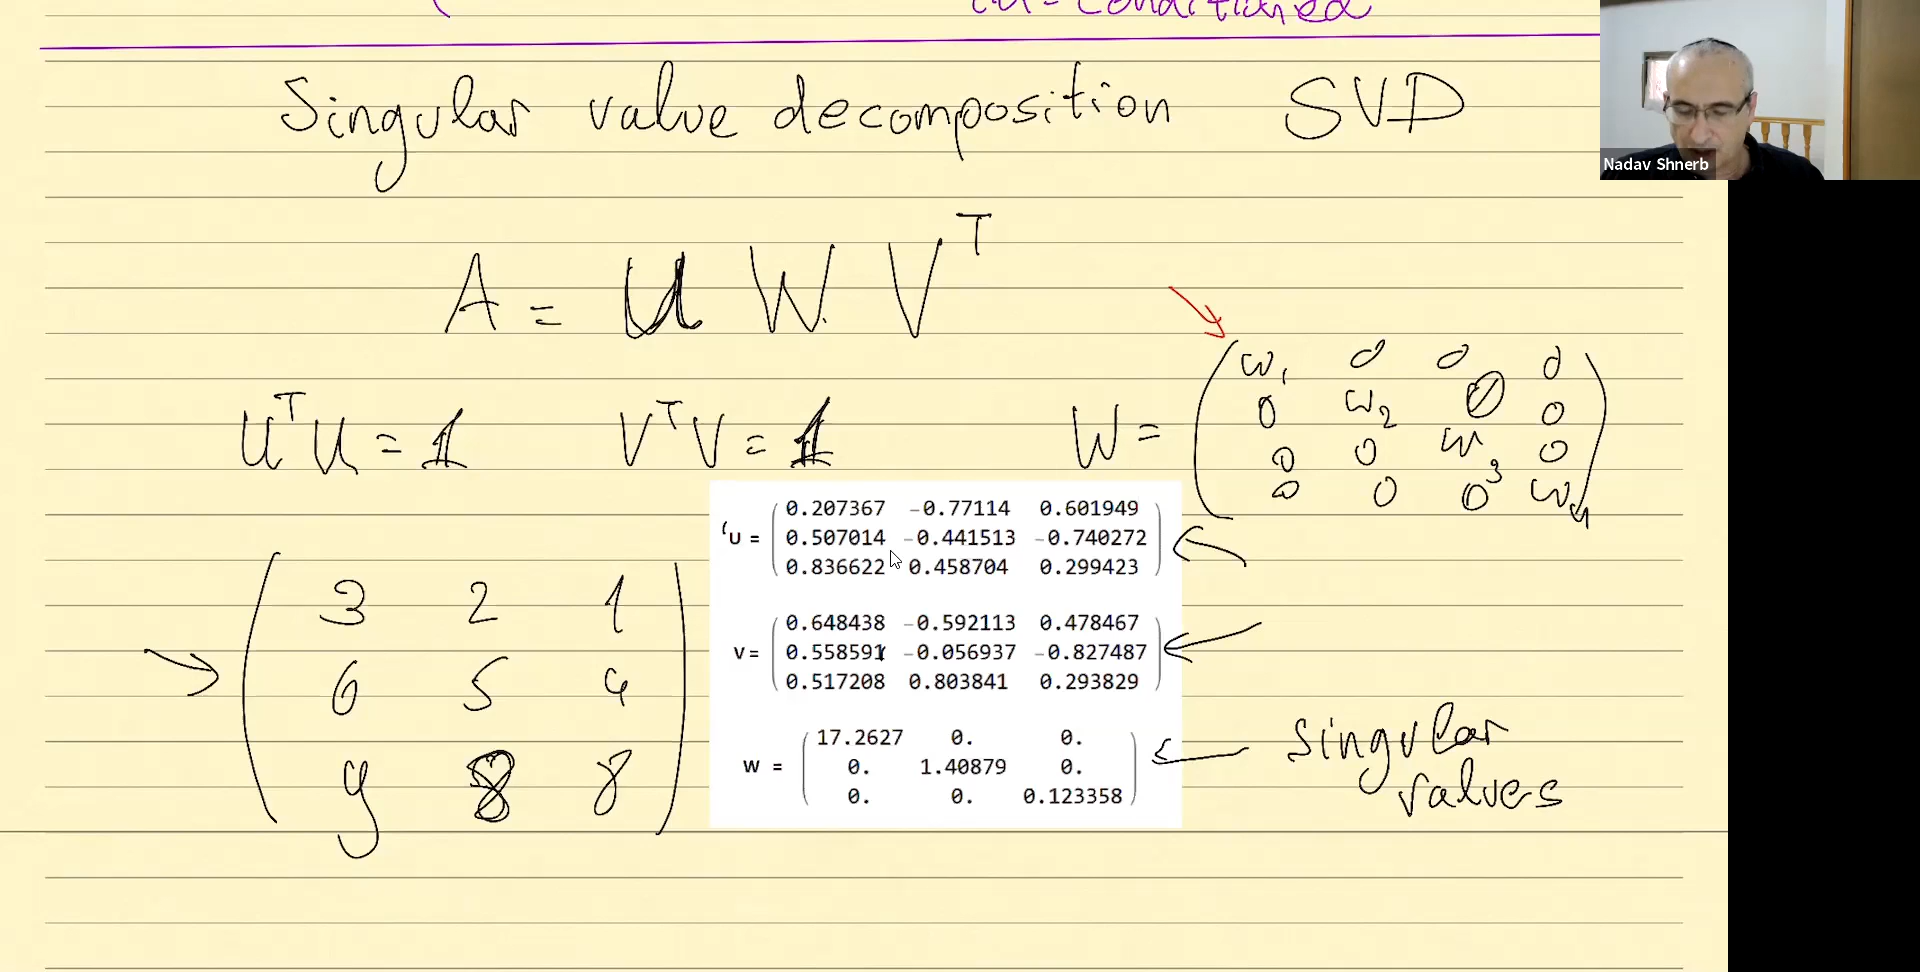 ill-conditioned
Singular value decomposition SVD
A = U W V^T
U^T U = 1 V^T V = 1 W =
w1 0 0 0
0 w2 0 0
0 0 w3 0
0 0 0 w4
U = 0.207367 -0.77114 0.601949
0.507014 -0.441513 -0.740272
0.836622 0.458704 0.299423
3 2 1
6 5 4
9 8 8
V = 0.648438 -0.592113 0.478467
0.558591 -0.056937 -0.827487
0.517208 0.803841 0.293829
W = 17.2627 0. 0.
0. 1.40879 0.
0. 0. 0.123358
singular
values
Nadav Shnerb